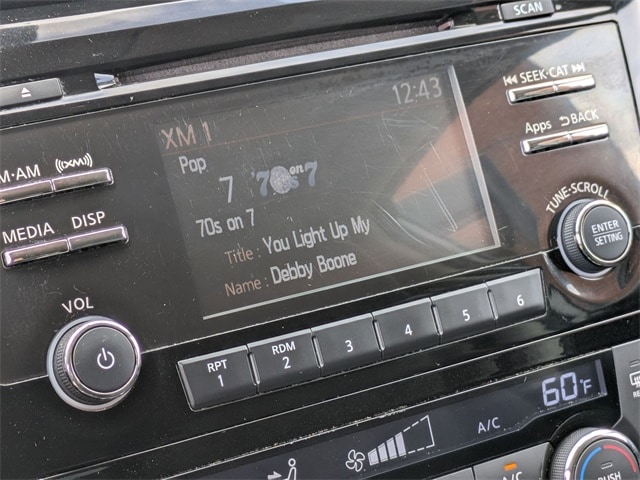 SCAN
12:43
SEEK·CAT
XM 1
Apps BACK
Pop
M·AM (XM)
7 70s on 7
TUNE·SCROLL
70s on 7
MEDIA DISP
Title : You Light Up My
ENTER
SETTING
Name : Debby Boone
VOL
RPT
1
RDM
2
3
4
5
6
60°F
A/C
A/C
PUSH